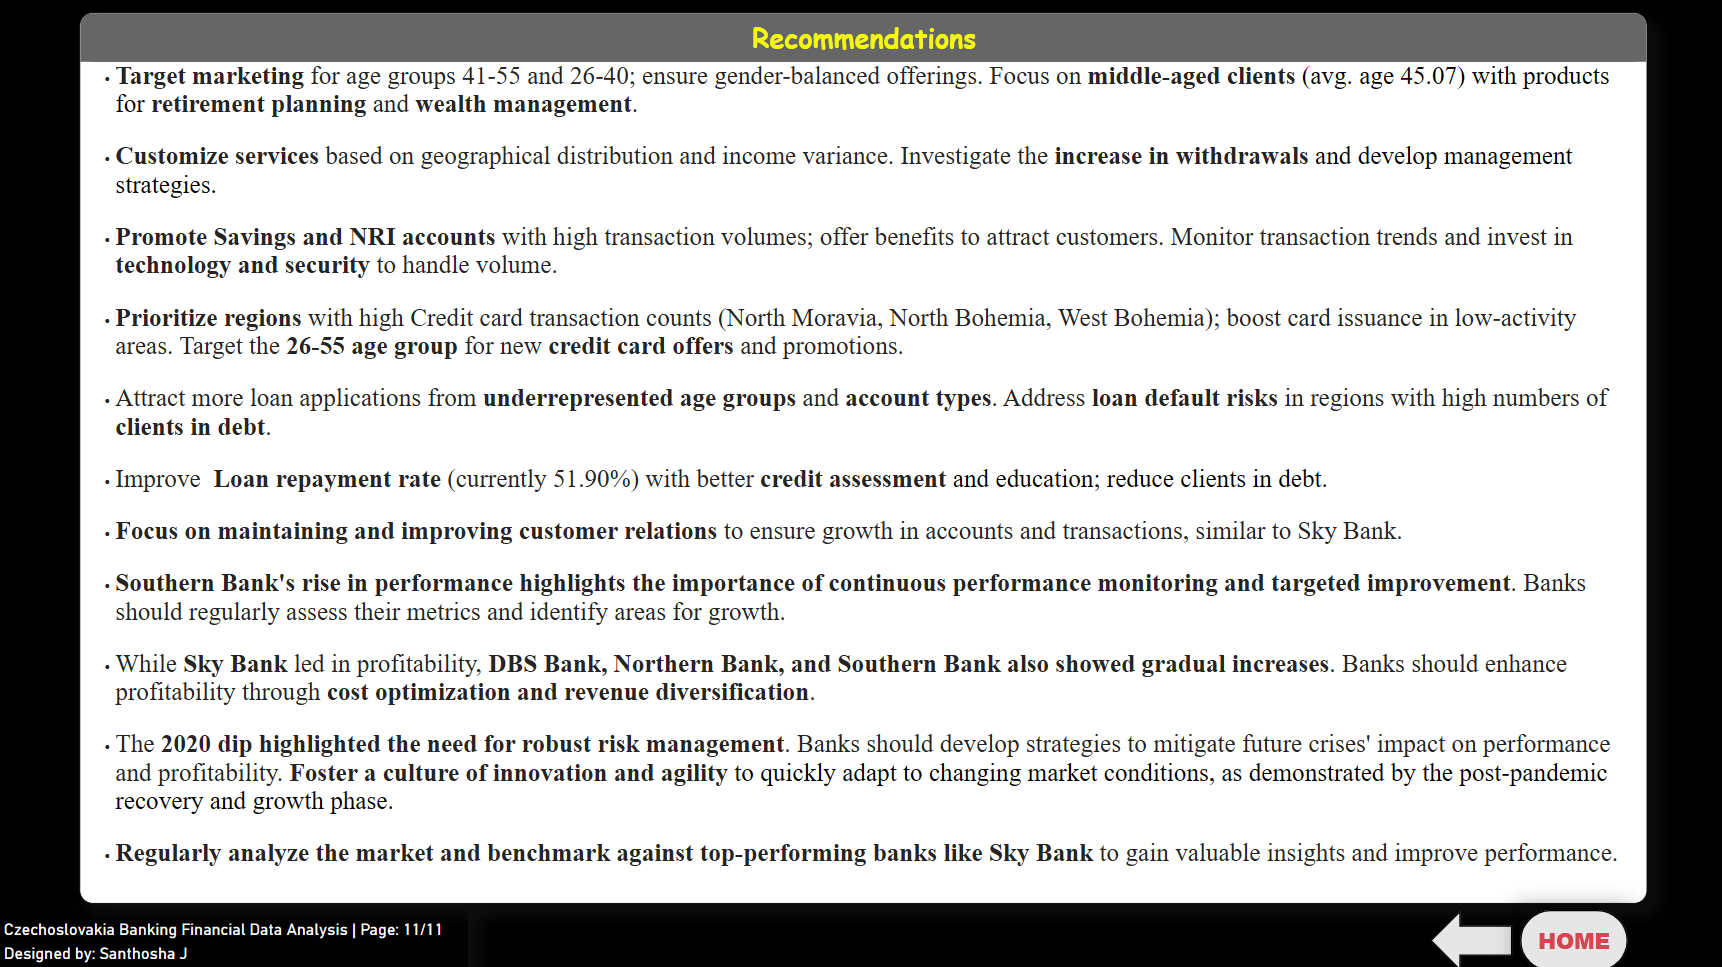 Recommendations
• Target marketing for age groups 41-55 and 26-40; ensure gender-balanced offerings. Focus on middle-aged clients (avg. age 45.07) with products
for retirement planning and wealth management.
• Customize services based on geographical distribution and income variance. Investigate the increase in withdrawals and develop management
strategies.
• Promote Savings and NRI accounts with high transaction volumes; offer benefits to attract customers. Monitor transaction trends and invest in
technology and security to handle volume.
• Prioritize regions with high Credit card transaction counts (North Moravia, North Bohemia, West Bohemia); boost card issuance in low-activity
areas. Target the 26-55 age group for new credit card offers and promotions.
• Attract more loan applications from underrepresented age groups and account types. Address loan default risks in regions with high numbers of
clients in debt.
• Improve  Loan repayment rate (currently 51.90%) with better credit assessment and education; reduce clients in debt.
• Focus on maintaining and improving customer relations to ensure growth in accounts and transactions, similar to Sky Bank.
• Southern Bank's rise in performance highlights the importance of continuous performance monitoring and targeted improvement. Banks
should regularly assess their metrics and identify areas for growth.
• While Sky Bank led in profitability, DBS Bank, Northern Bank, and Southern Bank also showed gradual increases. Banks should enhance
profitability through cost optimization and revenue diversification.
• The 2020 dip highlighted the need for robust risk management. Banks should develop strategies to mitigate future crises' impact on performance
and profitability. Foster a culture of innovation and agility to quickly adapt to changing market conditions, as demonstrated by the post-pandemic
recovery and growth phase.
• Regularly analyze the market and benchmark against top-performing banks like Sky Bank to gain valuable insights and improve performance.
Czechoslovakia Banking Financial Data Analysis | Page: 11/11
Designed by: Santhosha J
HOME